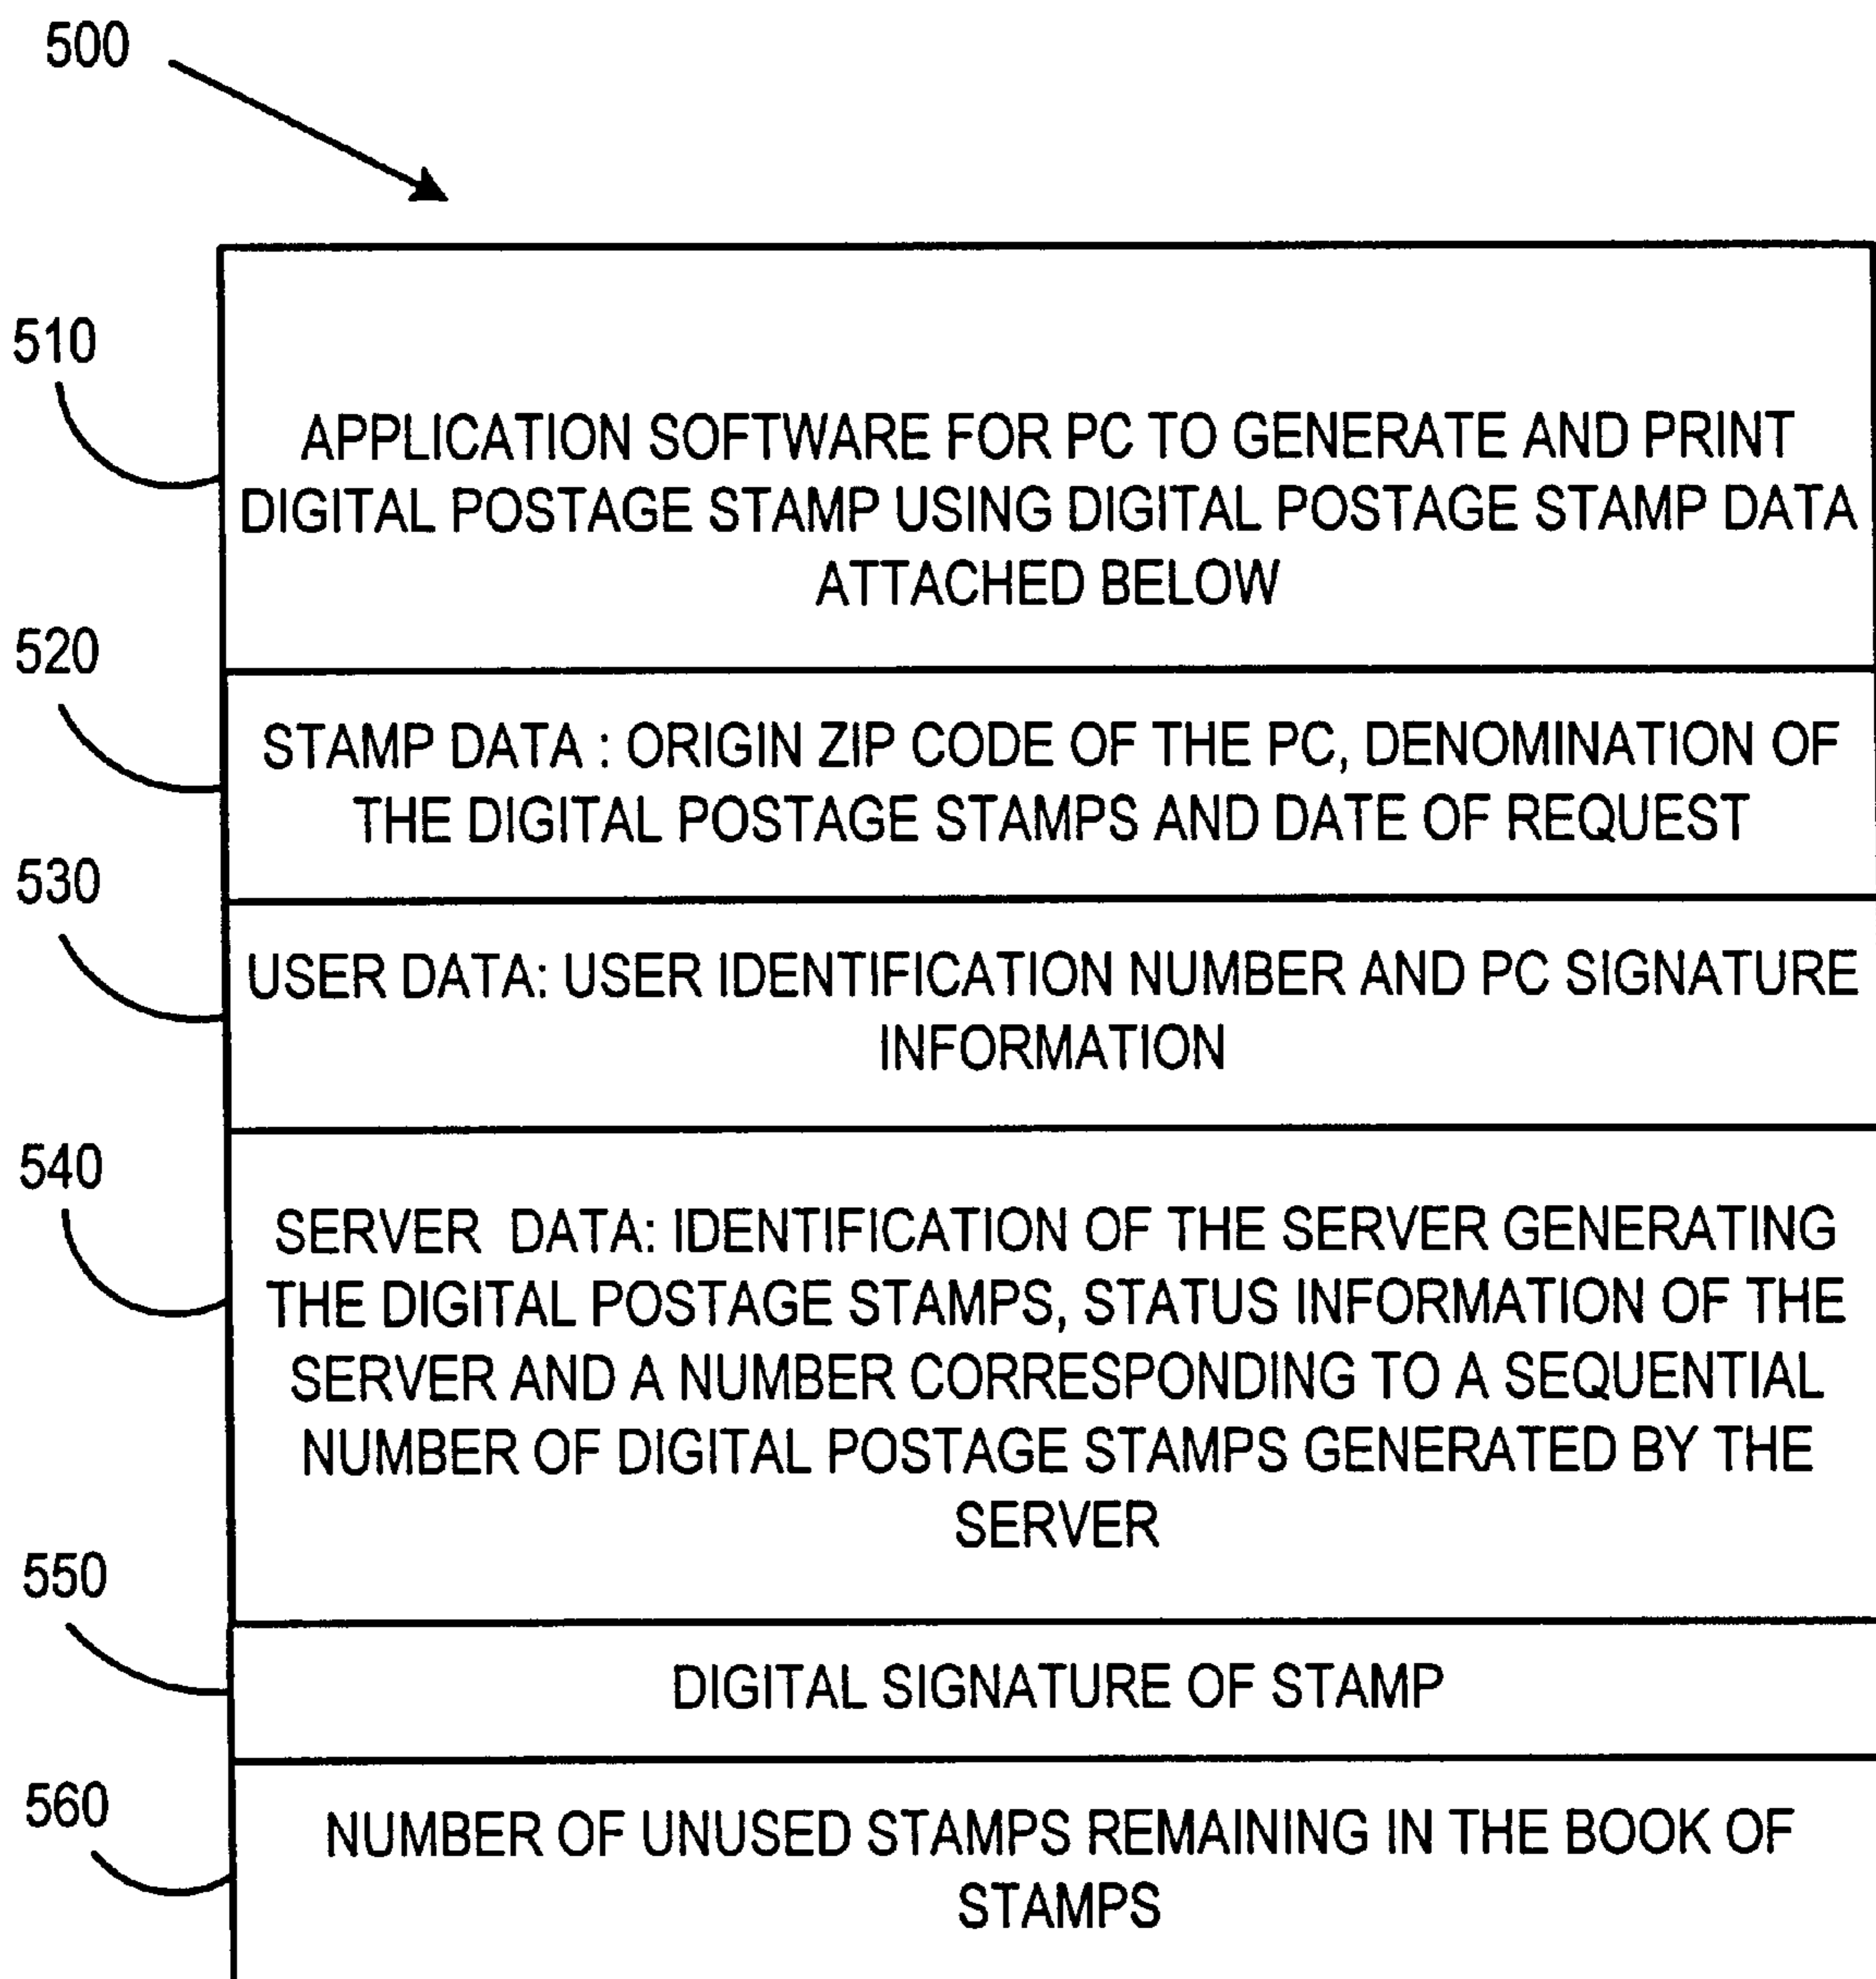 500
510
APPLICATION SOFTWARE FOR PC TO GENERATE AND PRINT
DIGITAL POSTAGE STAMP USING DIGITAL POSTAGE STAMP DATA
ATTACHED BELOW
520
STAMP DATA : ORIGIN ZIP CODE OF THE PC, DENOMINATION OF
THE DIGITAL POSTAGE STAMPS AND DATE OF REQUEST
530
USER DATA: USER IDENTIFICATION NUMBER AND PC SIGNATURE
INFORMATION
540
SERVER DATA: IDENTIFICATION OF THE SERVER GENERATING
THE DIGITAL POSTAGE STAMPS, STATUS INFORMATION OF THE
SERVER AND A NUMBER CORRESPONDING TO A SEQUENTIAL
NUMBER OF DIGITAL POSTAGE STAMPS GENERATED BY THE
SERVER
550
DIGITAL SIGNATURE OF STAMP
560
NUMBER OF UNUSED STAMPS REMAINING IN THE BOOK OF
STAMPS